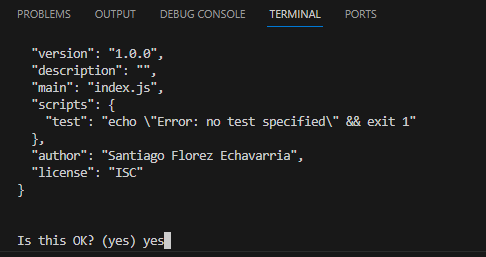 PROBLEMS OUTPUT DEBUG CONSOLE TERMINAL PORTS
"version": "1.0.0",
"description": "",
"main": "index.js",
"scripts": {
"test": "echo \"Error: no test specified\" && exit 1"
},
"author": "Santiago Florez Echavarria",
"license": "ISC"
}
Is this OK? (yes) yes